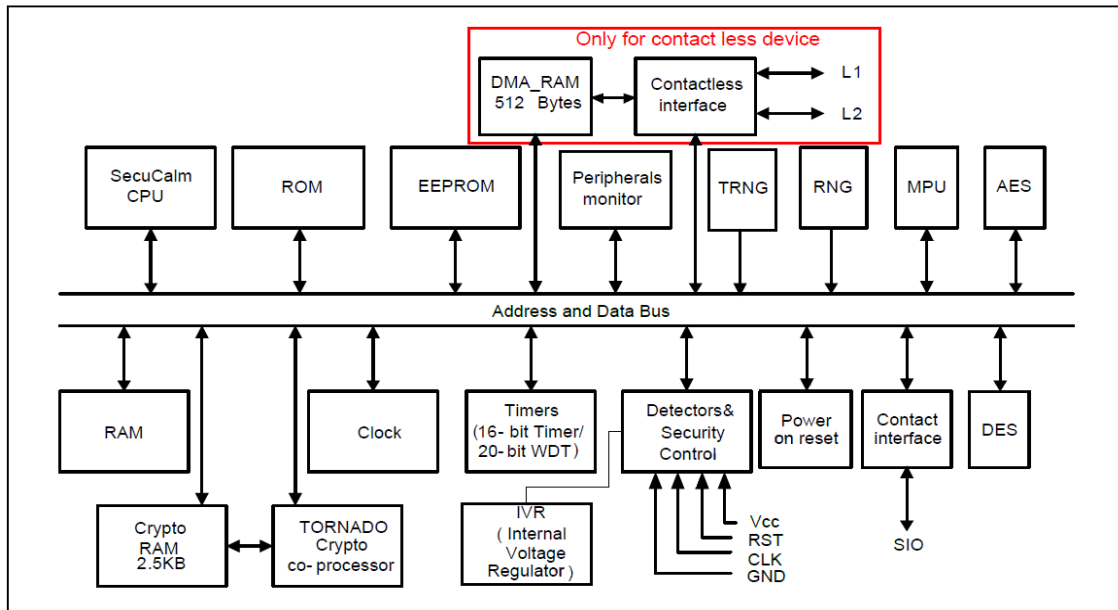 Only for contact less device
DMA_RAM
512 Bytes
Contactless
interface
L1
L2
SecuCalm
CPU
ROM
EEPROM
Peripherals
monitor
TRNG
RNG
MPU
AES
Address and Data Bus
RAM
Clock
Timers
(16- bit Timer/
20- bit WDT)
Detectors&
Security
Control
Power
on reset
Contact
interface
DES
Crypto
RAM
2.5KB
TORNADO
Crypto
co- processor
IVR
( Internal
Voltage
Regulator )
Vcc
RST
CLK
GND
SIO